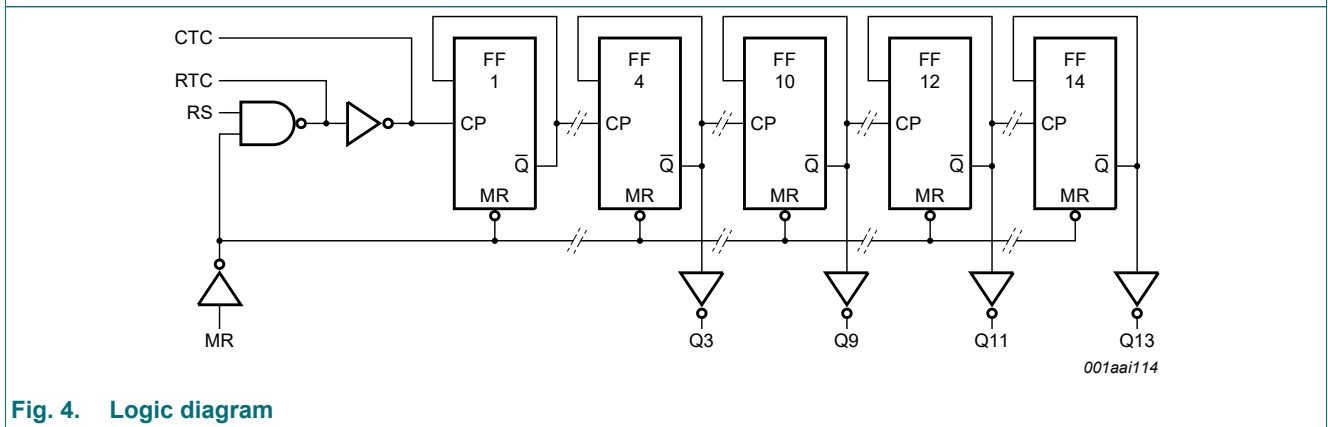 CTC
RTC
RS
FF 1
CP
Q̅
MR
FF 4
CP
Q̅
MR
FF 10
CP
Q̅
MR
FF 12
CP
Q̅
MR
FF 14
CP
Q̅
MR
MR
Q3
Q9
Q11
Q13
001aai114
Fig. 4. Logic diagram